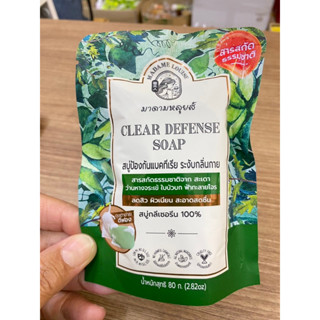 สารสกัด
ธรรมชาติ
MADAME LOUISE
มาดามหลุยส์
CLEAR DEFENSE
SOAP
สบู่ป้องกันแบคทีเรีย ระงับกลิ่นกาย
สารสกัดธรรมชาติจาก สะเดา
ว่านหางจระเข้ ใบบัวบก ฟ้าทะลายโจร
ลดสิว ผิวเนียน สะอาดสดชื่น
สบู่กลีเซอรีน 100%
ตีฟอง
น้ำหนักสุทธิ 80 ก. (2.82oz)